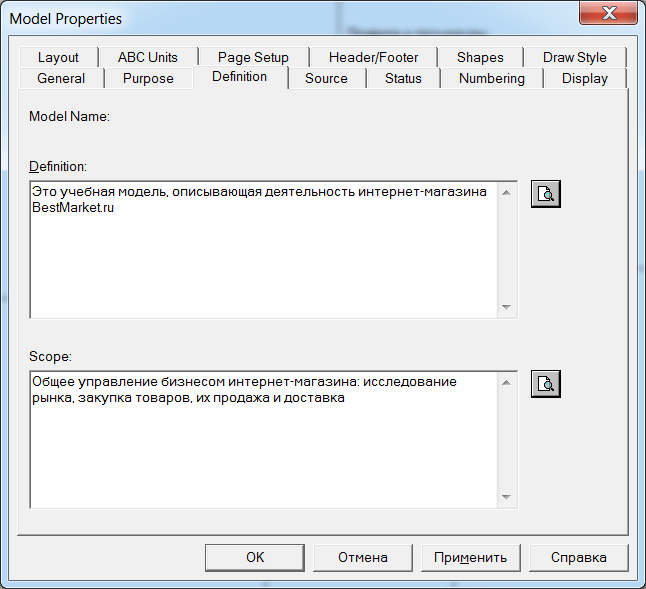 Model Properties
Layout ABC Units Page Setup Header/Footer Shapes Draw Style
General Purpose Definition Source Status Numbering Display
Model Name:
Definition:
Это учебная модель, описывающая деятельность интернет-магазина
BestMarket.ru
Scope:
Общее управление бизнесом интернет-магазина: исследование
рынка, закупка товаров, их продажа и доставка
OK Отмена Применить Справка